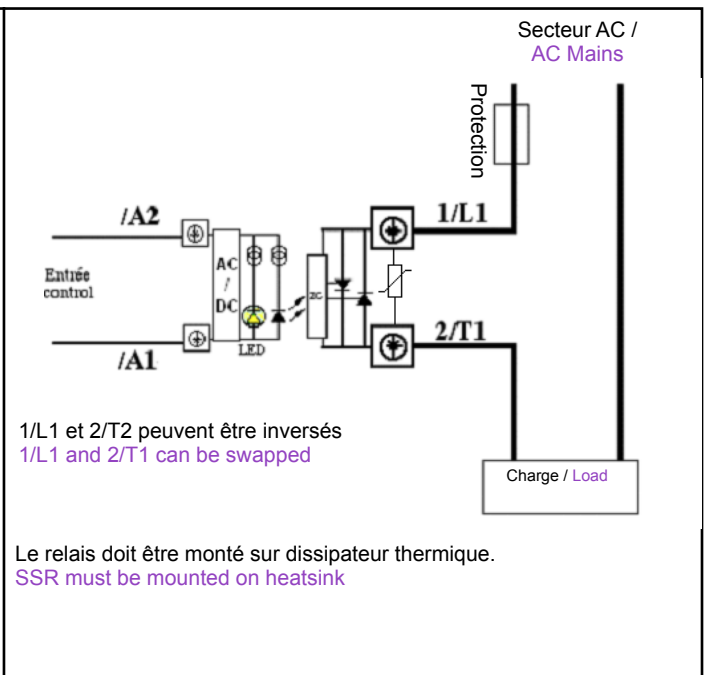 Secteur AC /
AC Mains
Protection
/A2
1/L1
Entrée
control
AC
/
DC
ZC
LED
/A1
2/T1
1/L1 et 2/T2 peuvent être inversés
1/L1 and 2/T1 can be swapped
Charge / Load
Le relais doit être monté sur dissipateur thermique.
SSR must be mounted on heatsink